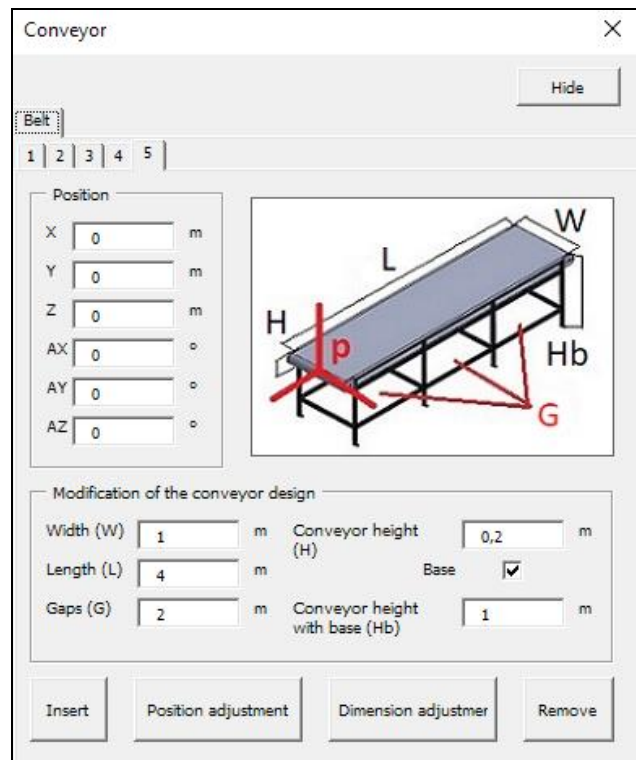 Conveyor
Hide
Belt
1 2 3 4 5
Position
X 0 m
Y 0 m
Z 0 m
AX 0 °
AY 0 °
AZ 0 °
W
L
H
p
Hb
G
Modification of the conveyor design
Width (W) 1 m Conveyor height (H) 0,2 m
Length (L) 4 m Base
Gaps (G) 2 m Conveyor height with base (Hb) 1 m
Insert Position adjustment Dimension adjustmer Remove